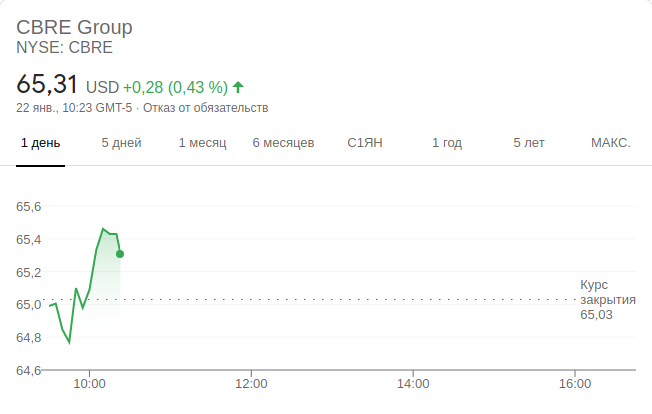 CBRE Group
NYSE: CBRE
65,31 USD +0,28 (0,43 %)
22 янв., 10:23 GMT-5 · Отказ от обязательств
1 день 5 дней 1 месяц 6 месяцев С1ЯН 1 год 5 лет МАКС.
65,6
65,4
65,2
65,0
64,8
64,6
Курс
закрытия
65,03
10:00 12:00 14:00 16:00